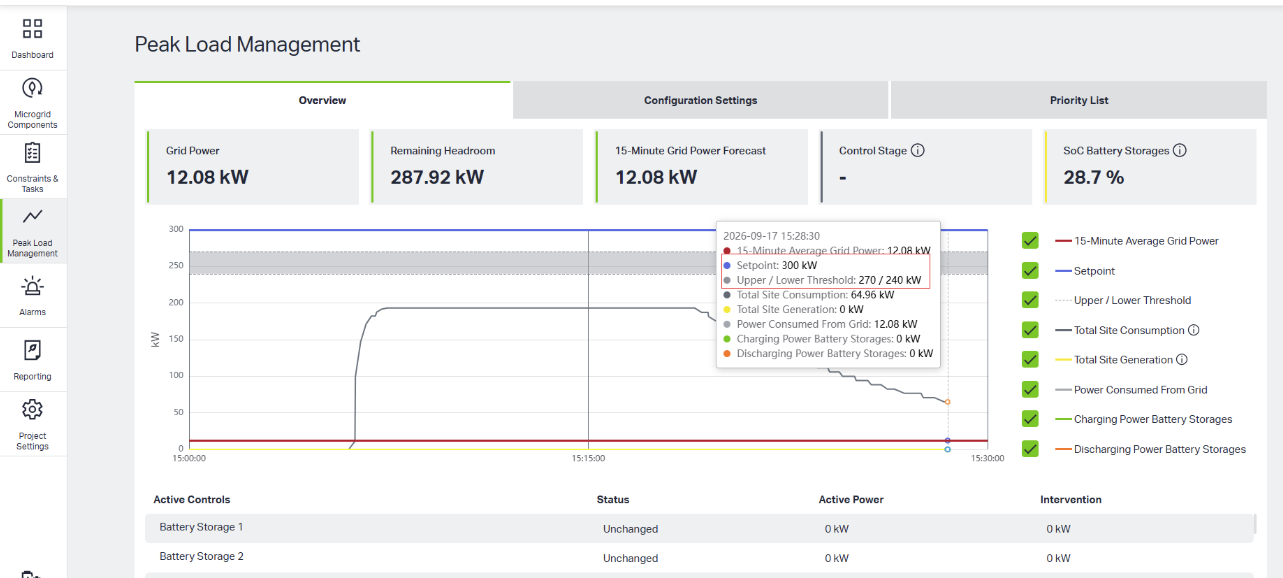 Dashboard
Microgrid
Components
Constraints &
Tasks
Peak Load
Management
Alarms
Reporting
Project
Settings
Peak Load Management
Overview
Configuration Settings
Priority List
Grid Power
12.08 kW
Remaining Headroom
287.92 kW
15-Minute Grid Power Forecast
12.08 kW
Control Stage
-
SoC Battery Storages
28.7 %
kW
300
250
200
150
100
50
0
15:00:00
15:15:00
15:30:00
2026-09-17 15:28:30
15-Minute Average Grid Power: 12.08 kW
Setpoint: 300 kW
Upper / Lower Threshold: 270 / 240 kW
Total Site Consumption: 64.96 kW
Total Site Generation: 0 kW
Power Consumed From Grid: 12.08 kW
Charging Power Battery Storages: 0 kW
Discharging Power Battery Storages: 0 kW
15-Minute Average Grid Power
Setpoint
Upper / Lower Threshold
Total Site Consumption
Total Site Generation
Power Consumed From Grid
Charging Power Battery Storages
Discharging Power Battery Storages
Active Controls Status Active Power Intervention
Battery Storage 1 Unchanged 0 kW 0 kW
Battery Storage 2 Unchanged 0 kW 0 kW